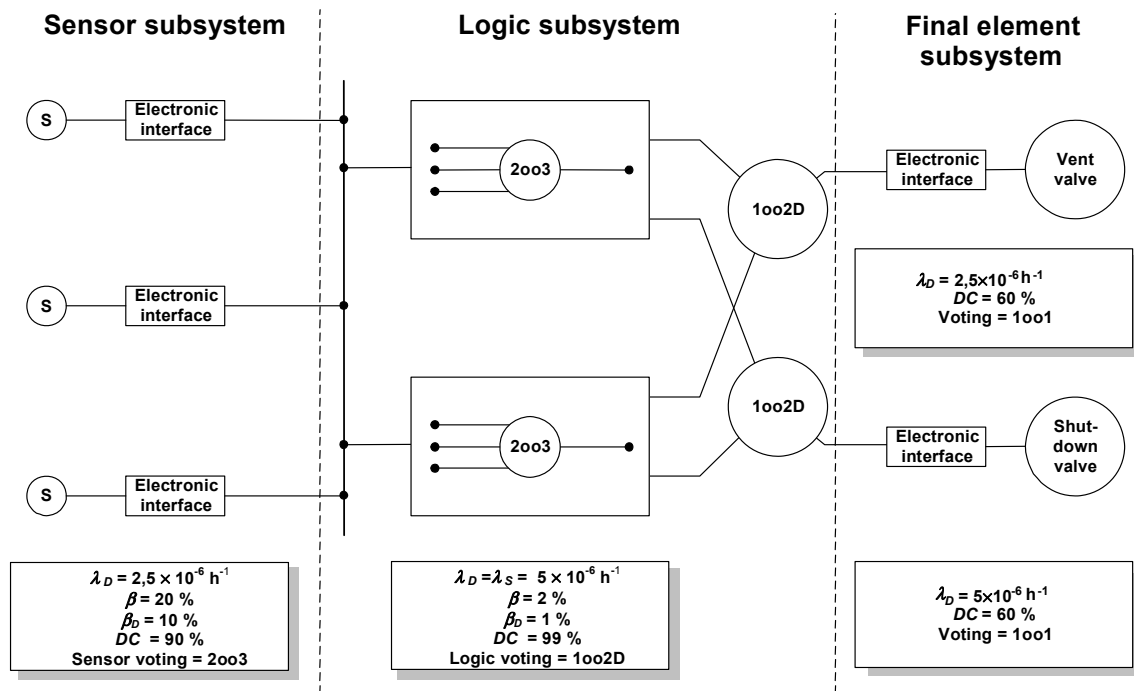 Sensor subsystem
Logic subsystem
Final element
subsystem
S
Electronic
interface
S
Electronic
interface
S
Electronic
interface
2oo3
2oo3
1oo2D
1oo2D
Electronic
interface
Vent
valve
Electronic
interface
Shut-
down
valve
λD = 2,5 × 10-6 h-1
β = 20 %
βD = 10 %
DC = 90 %
Sensor voting = 2oo3
λD =λS = 5 ×10-6 h-1
β = 2 %
βD = 1 %
DC = 99 %
Logic voting = 1oo2D
λD = 2,5×10-6 h-1
DC = 60 %
Voting = 1oo1
λD = 5×10-6 h-1
DC = 60 %
Voting = 1oo1